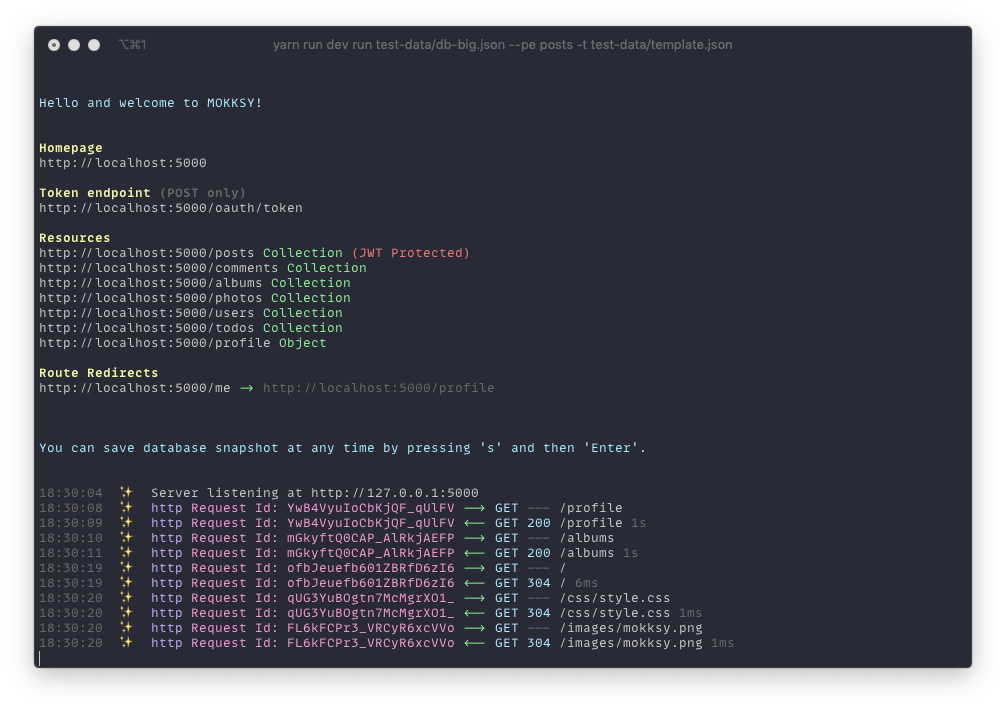 ⌥⌘1 yarn run dev run test-data/db-big.json --pe posts -t test-data/template.json
Hello and welcome to MOKKSY!
Homepage
http://localhost:5000
Token endpoint (POST only)
http://localhost:5000/oauth/token
Resources
http://localhost:5000/posts Collection (JWT Protected)
http://localhost:5000/comments Collection
http://localhost:5000/albums Collection
http://localhost:5000/photos Collection
http://localhost:5000/users Collection
http://localhost:5000/todos Collection
http://localhost:5000/profile Object
Route Redirects
http://localhost:5000/me → http://localhost:5000/profile
You can save database snapshot at any time by pressing 's' and then 'Enter'.
18:30:04 ✨ Server listening at http://127.0.0.1:5000
18:30:08 ✨ http Request Id: YwB4VyuIoCbKjQF_qUlFV ⟶ GET --- /profile
18:30:09 ✨ http Request Id: YwB4VyuIoCbKjQF_qUlFV ⟵ GET 200 /profile 1s
18:30:10 ✨ http Request Id: mGkyftQ0CAP_AlRkjAEFP ⟶ GET --- /albums
18:30:11 ✨ http Request Id: mGkyftQ0CAP_AlRkjAEFP ⟵ GET 200 /albums 1s
18:30:19 ✨ http Request Id: ofbJeuefb601ZBRfD6zI6 ⟶ GET --- /
18:30:19 ✨ http Request Id: ofbJeuefb601ZBRfD6zI6 ⟵ GET 304 / 6ms
18:30:20 ✨ http Request Id: qUG3YuBOgtn7McMgrXO1_ ⟶ GET --- /css/style.css
18:30:20 ✨ http Request Id: qUG3YuBOgtn7McMgrXO1_ ⟵ GET 304 /css/style.css 1ms
18:30:20 ✨ http Request Id: FL6kFCPr3_VRCyR6xcVVo ⟶ GET --- /images/mokksy.png
18:30:20 ✨ http Request Id: FL6kFCPr3_VRCyR6xcVVo ⟵ GET 304 /images/mokksy.png 1ms